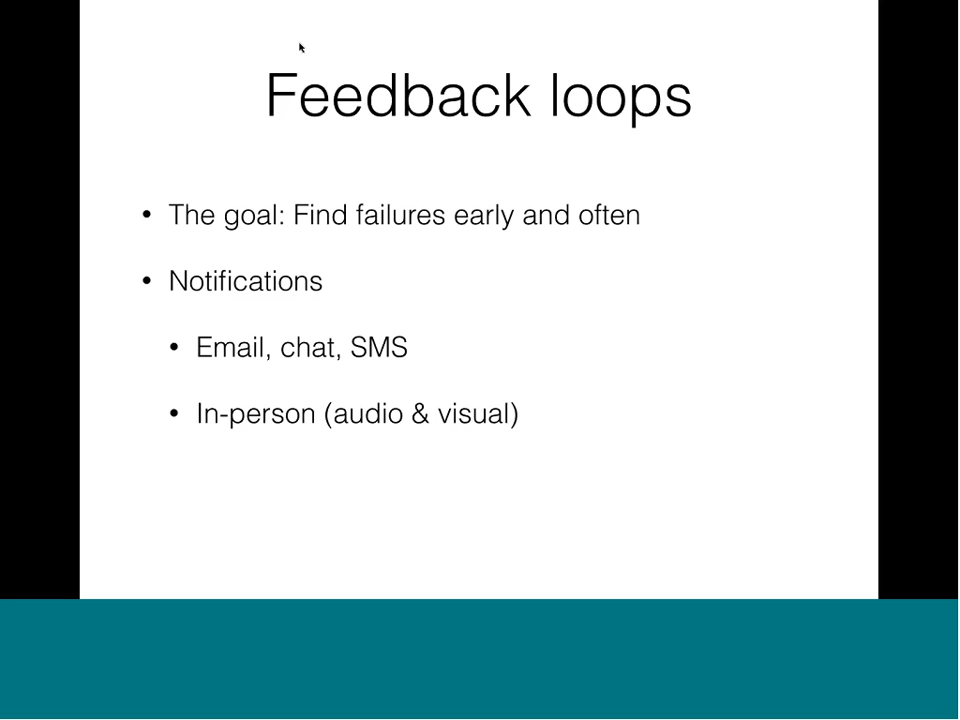 Feedback loops
• The goal: Find failures early and often
• Notifications
• Email, chat, SMS
• In-person (audio & visual)